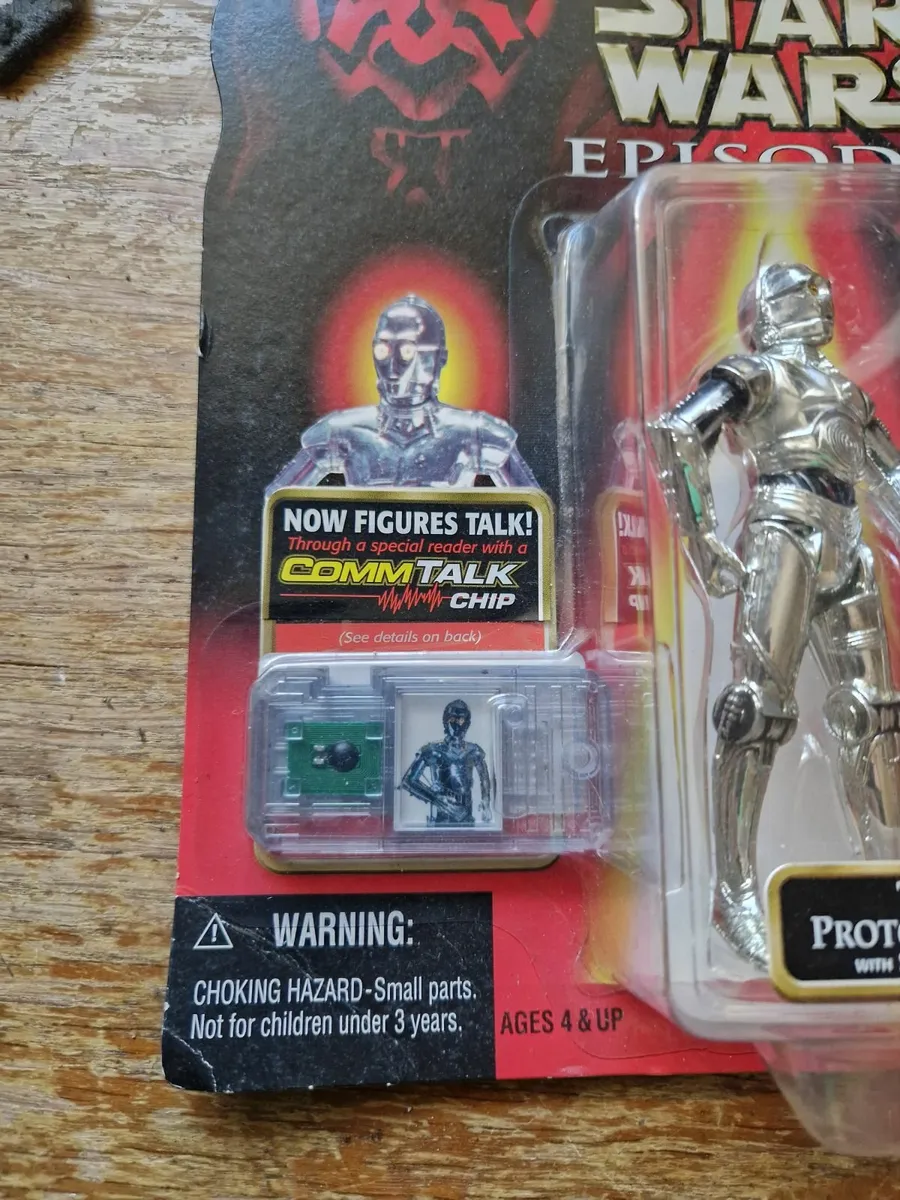 STAR
WARS
EPISOD
NOW FIGURES TALK!
Through a special reader with a
COMMTALK
CHIP
(See details on back)
PROT
WITH
WARNING:
CHOKING HAZARD-Small parts.
Not for children under 3 years.
AGES 4 & UP